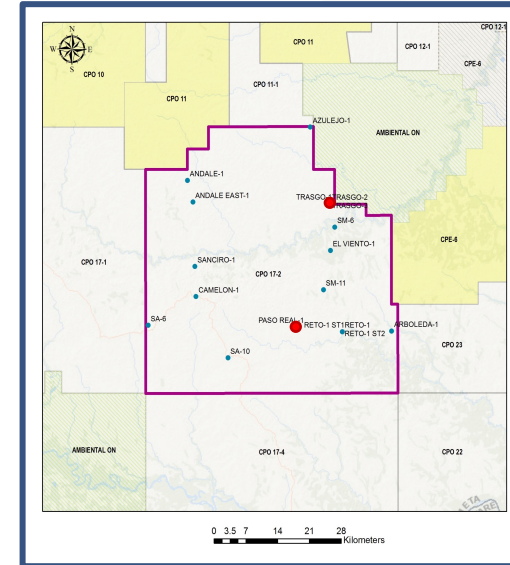 CPO 12-1
N
W E
S
CPO 11
CPO 12-1
CPE-6
CPO 10
CPO 11
CPO 11-1
AZULEJO-1
AMBIENTAL ON
ANDALE-1
ANDALE EAST-1
TRASGO-2
SM-6
CPE-6
EL VIENTO-1
CPO 17-1
SANCIRO-1
CPO 17-2
CAMELON-1
SM-11
SA-6
PASO REAL-1
RETO-1 ST1 RETO-1
ARBOLEDA-1
RETO-1 ST2
CPO 23
SA-10
AMBIENTAL ON
CPO 17-4
CPO 22
0 3.5 7 14 21 28
Kilometers